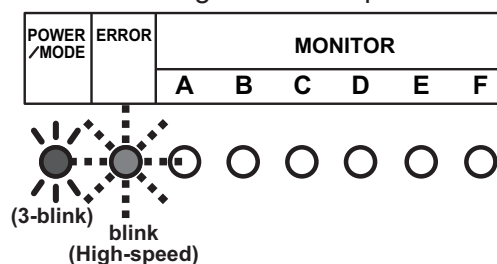 POWER
/MODE
ERROR
MONITOR
A B C D E F
(3-blink)
blink
(High-speed)